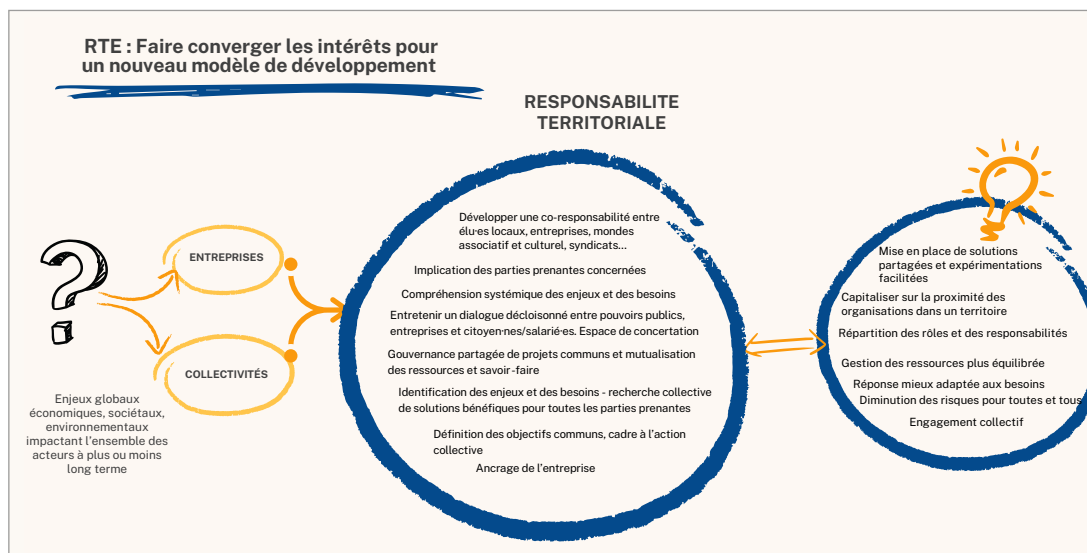 RTE : Faire converger les intérêts pour
un nouveau modèle de développement
RESPONSABILITE
TERRITORIALE
?
ENTREPRISES
COLLECTIVITÉS
Enjeux globaux
économiques, sociétaux,
environnementaux
impactant l'ensemble des
acteurs à plus ou moins
long terme
Développer une co-responsabilité entre
élu·es locaux, entreprises, mondes
associatif et culturel, syndicats...
Implication des parties prenantes concernées
Compréhension systémique des enjeux et des besoins
Entretenir un dialogue décloisonné entre pouvoirs publics,
entreprises et citoyen·nes/salarié·es. Espace de concertation
Gouvernance partagée de projets communs et mutualisation
des ressources et savoir-faire
Identification des enjeux et des besoins - recherche collective
de solutions bénéfiques pour toutes les parties prenantes
Définition des objectifs communs, cadre à l'action
collective
Ancrage de l'entreprise
Mise en place de solutions
partagées et expérimentations
facilitées
Capitaliser sur la proximité des
organisations dans un territoire
Répartition des rôles et des responsabilités
Gestion des ressources plus équilibrée
Réponse mieux adaptée aux besoins
Diminution des risques pour toutes et tous
Engagement collectif